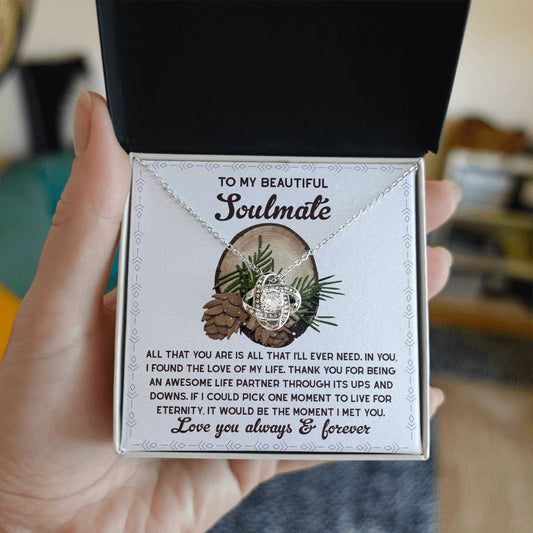 TO MY BEAUTIFUL
Soulmate
ALL THAT YOU ARE IS ALL THAT I'LL EVER NEED. IN YOU,
I FOUND THE LOVE OF MY LIFE. THANK YOU FOR BEING
AN AWESOME LIFE PARTNER THROUGH ITS UPS AND
DOWNS. IF I COULD PICK ONE MOMENT TO LIVE FOR
ETERNITY, IT WOULD BE THE MOMENT I MET YOU.
Love you always & forever